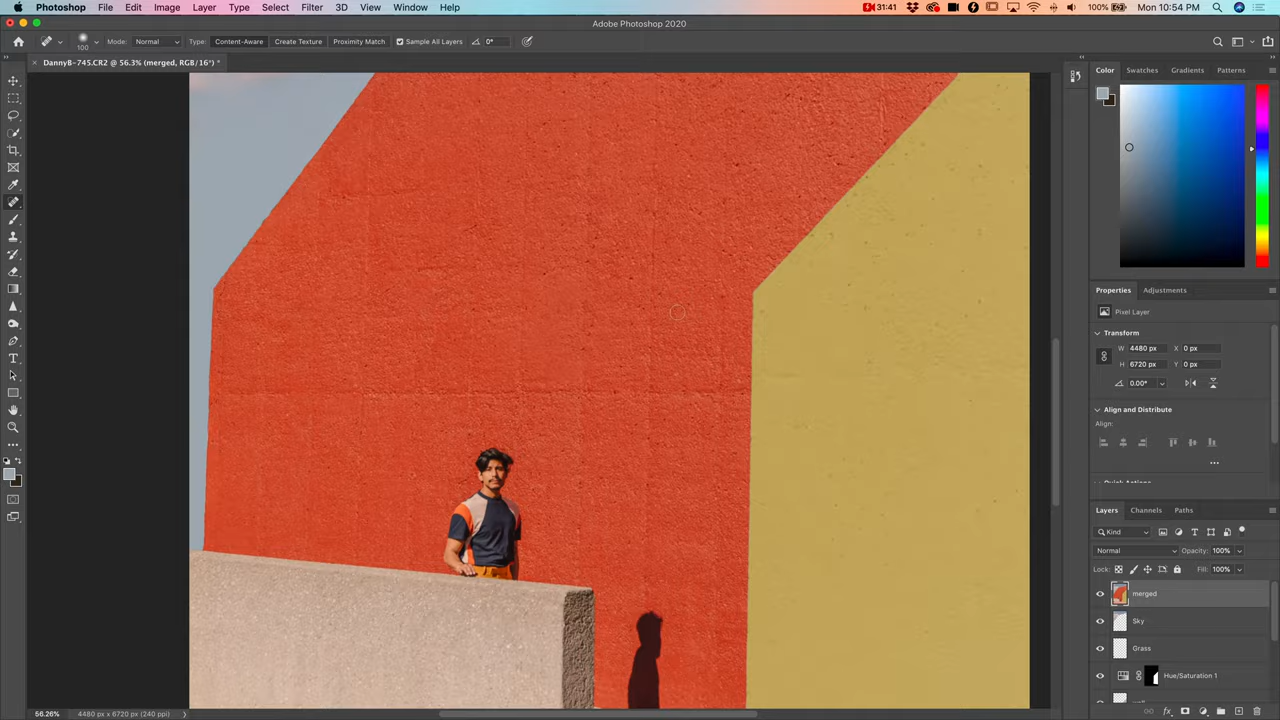 Photoshop File Edit Image Layer Type Select Filter 3D View Window Help 31:41 100% Mon 10:54 PM
Adobe Photoshop 2020
100 Mode: Normal Type: Content-Aware Create Texture Proximity Match Sample All Layers 0°
DannyB-745.CR2 @ 56.3% (merged, RGB/16*) *
Color Swatches Gradients Patterns
Properties Adjustments
Pixel Layer
Transform
W 4480 px X 0 px
H 6720 px Y 0 px
0.00°
Align and Distribute
Align:
Quick Actions
Layers Channels Paths
Kind
Normal Opacity: 100%
Lock: Fill: 100%
merged
Sky
Grass
Hue/Saturation 1
56.26% 4480 px x 6720 px (240 ppi)